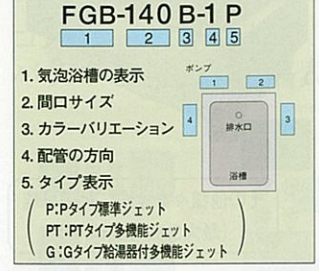 FGB-140 B-1 P
1 2 3 4 5
1. 気泡浴槽の表示
2. 間口サイズ
3. カラーバリエーション
4. 配管の方向
5. タイプ表示
P:Pタイプ標準ジェット
PT:PTタイプ多機能ジェット
G:Gタイプ給湯器付多機能ジェット
ポンプ
1 2
4 3
排水口
浴槽